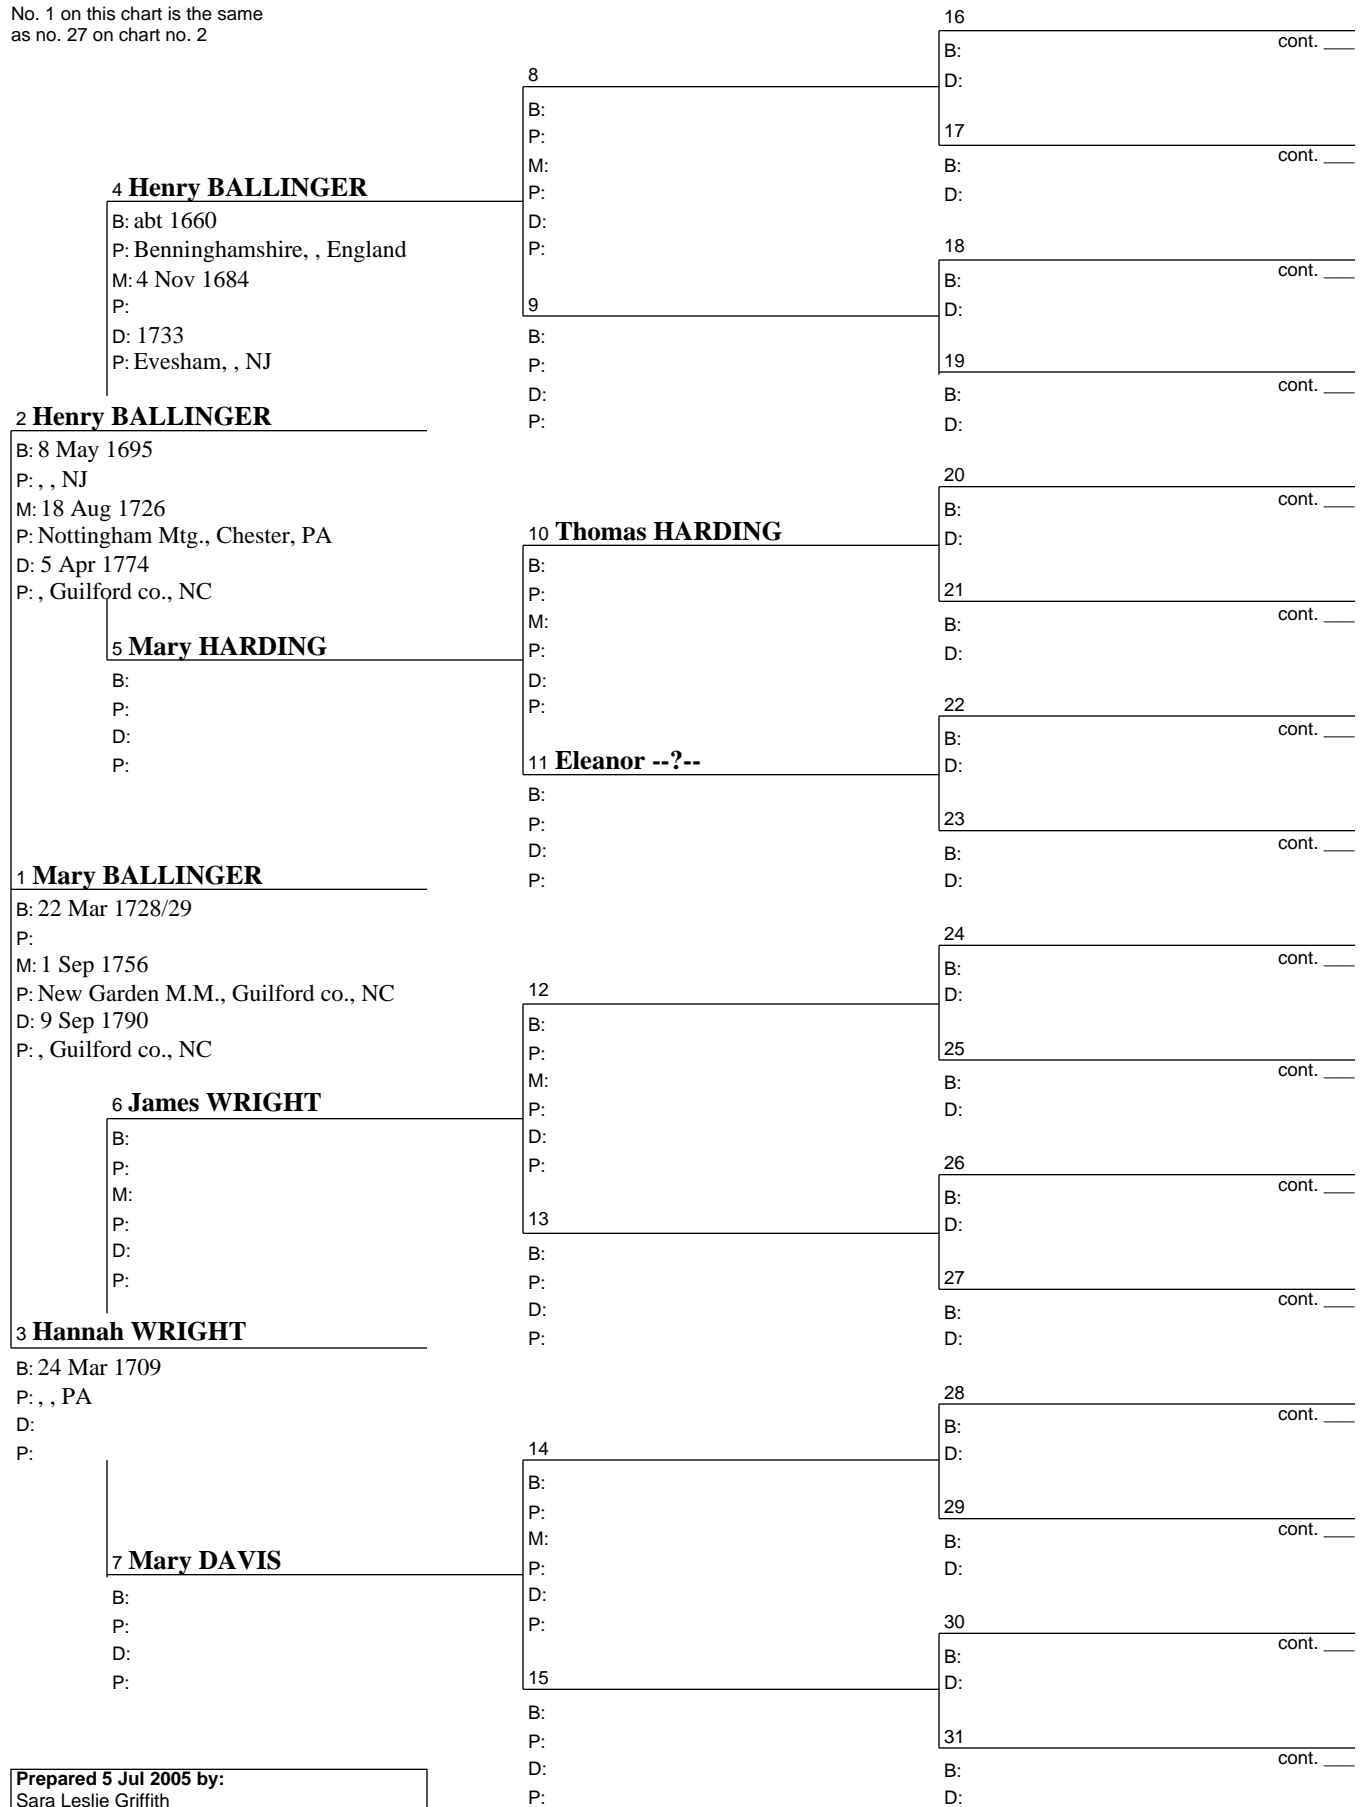 No. 1 on this chart is the same
as no. 27 on chart no. 2
4 Henry BALLINGER
B: abt 1660
P: Benninghamshire, , England
M: 4 Nov 1684
P:
D: 1733
P: Evesham, , NJ
2 Henry BALLINGER
B: 8 May 1695
P: , , NJ
M: 18 Aug 1726
P: Nottingham Mtg., Chester, PA
D: 5 Apr 1774
P: , Guilford co., NC
5 Mary HARDING
B:
P:
D:
P:
1 Mary BALLINGER
B: 22 Mar 1728/29
P:
M: 1 Sep 1756
P: New Garden M.M., Guilford co., NC
D: 9 Sep 1790
P: , Guilford co., NC
6 James WRIGHT
B:
P:
M:
P:
D:
P:
3 Hannah WRIGHT
B: 24 Mar 1709
P: , , PA
D:
P:
7 Mary DAVIS
B:
P:
D:
P:
Prepared 5 Jul 2005 by:
Sara Leslie Griffith
8
B:
P:
M:
P:
D:
P:
9
B:
P:
D:
P:
10 Thomas HARDING
B:
P:
M:
P:
D:
P:
11 Eleanor --?--
B:
P:
D:
P:
12
B:
P:
M:
P:
D:
P:
13
B:
P:
D:
P:
14
B:
P:
M:
P:
D:
P:
15
B:
P:
D:
P:
16
cont. ___
B:
D:
17
cont. ___
B:
D:
18
cont. ___
B:
D:
19
cont. ___
B:
D:
20
cont. ___
B:
D:
21
cont. ___
B:
D:
22
cont. ___
B:
D:
23
cont. ___
B:
D:
24
cont. ___
B:
D:
25
cont. ___
B:
D:
26
cont. ___
B:
D:
27
cont. ___
B:
D:
28
cont. ___
B:
D:
29
cont. ___
B:
D:
30
cont. ___
B:
D:
31
cont. ___
B:
D: